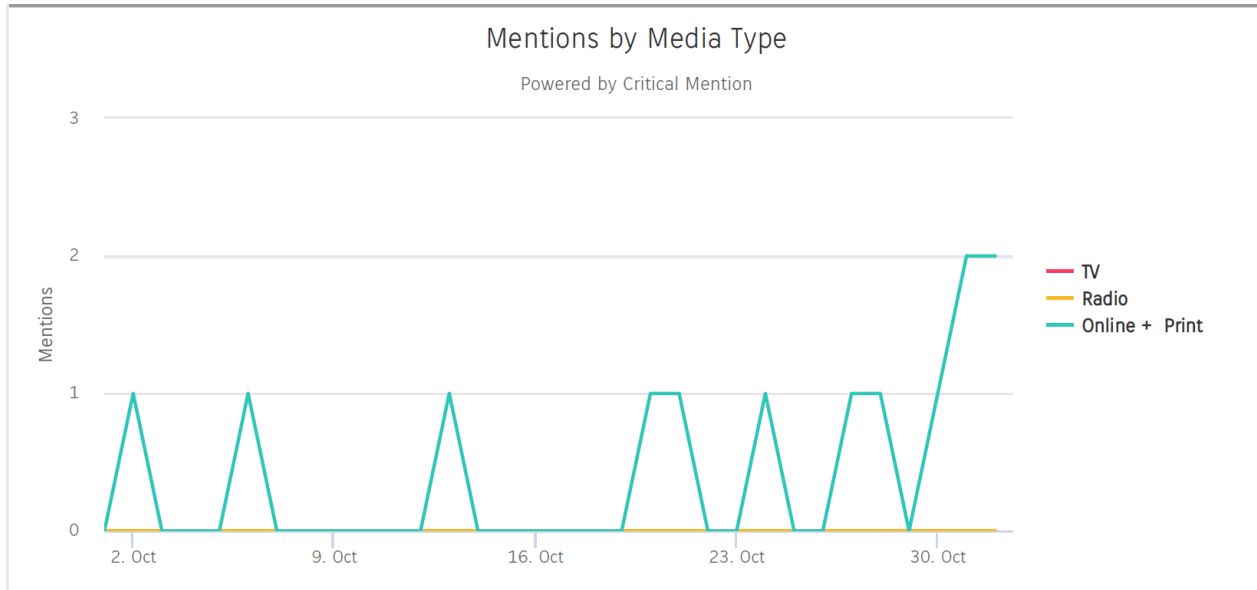 Mentions by Media Type
Powered by Critical Mention
3
2
1
0
Mentions
2. Oct
9. Oct
16. Oct
23. Oct
30. Oct
TV
Radio
Online + Print